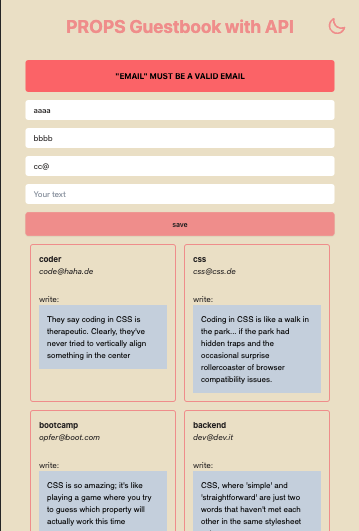 PROPS Guestbook with API
"EMAIL" MUST BE A VALID EMAIL
aaaa
bbbb
cc@
Your text
save
coder
code@haha.de
write:
They say coding in CSS is
therapeutic. Clearly, they've
never tried to vertically align
something in the center
css
css@css.de
write:
Coding in CSS is like a walk in
the park... if the park had
hidden traps and the
occasional surprise
rollercoaster of browser
compatibility issues.
bootcamp
opfer@boot.com
write:
CSS is so amazing; it's like
playing a game where you try
to guess which property will
actually work this time
backend
dev@dev.it
write:
CSS, where 'simple' and
'straightforward' are just two
words that haven't met each
other in the same stylesheet